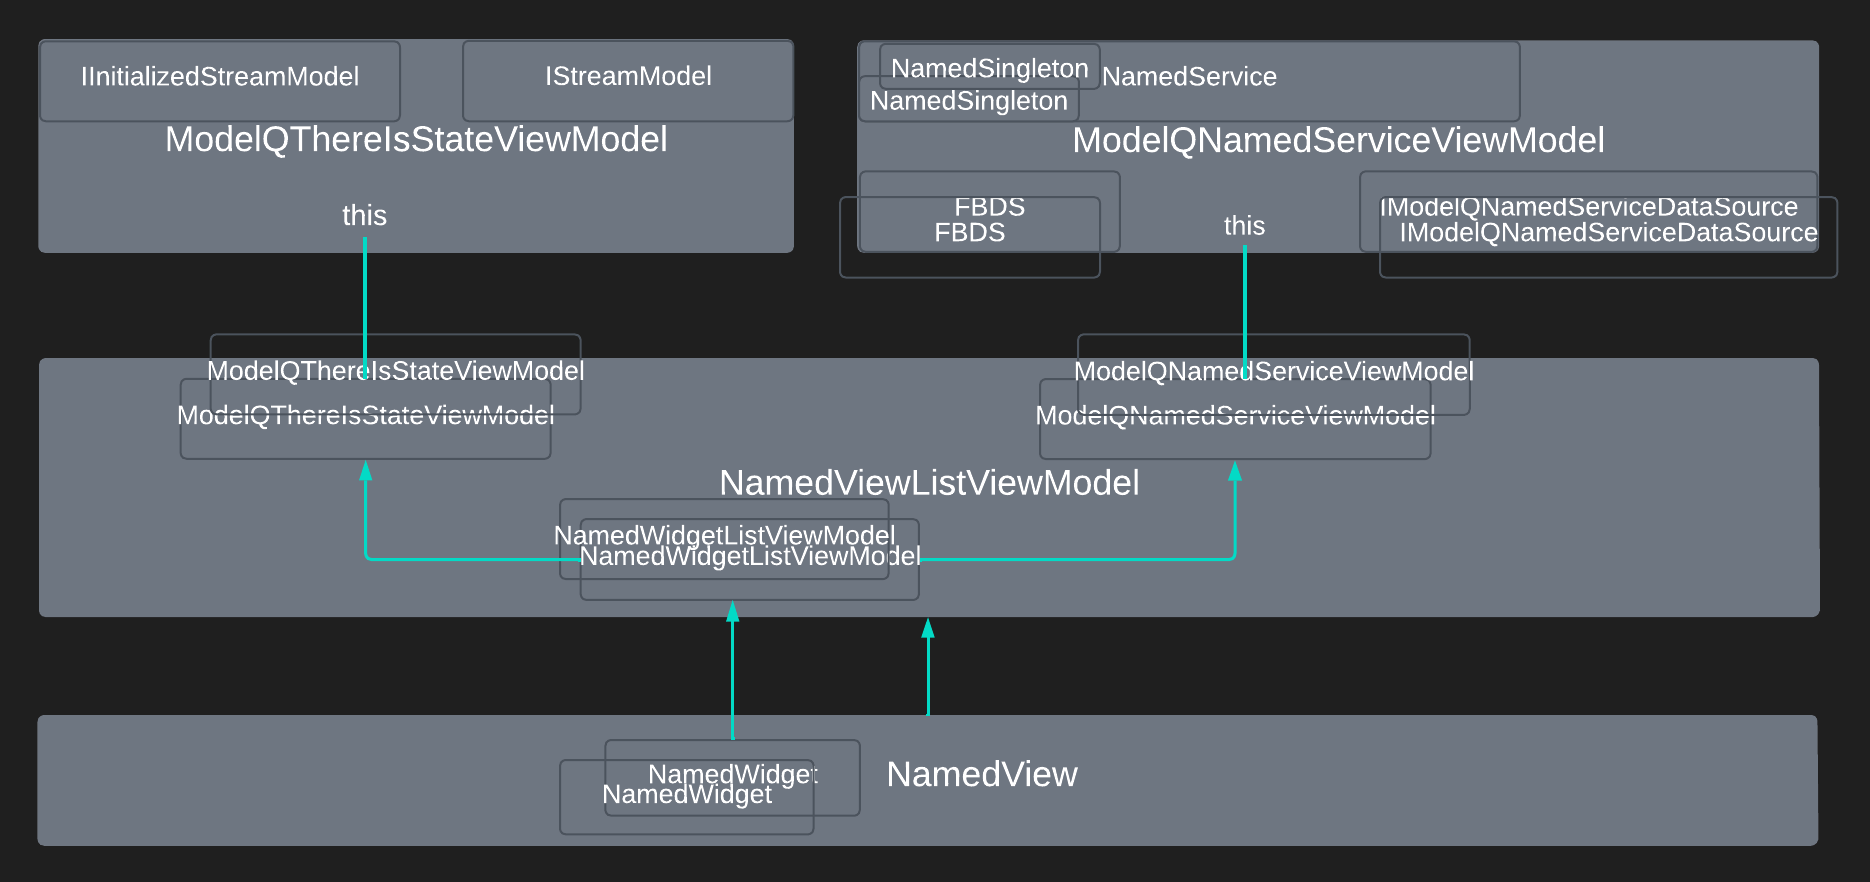 IInitializedStreamModel
IStreamModel
ModelQThereIsStateViewModel
this
NamedSingleton
NamedService
NamedSingleton
ModelQNamedServiceViewModel
FBDS
FBDS
this
IModelQNamedServiceDataSource
IModelQNamedServiceDataSource
ModelQThereIsStateViewModel
ModelQThereIsStateViewModel
ModelQNamedServiceViewModel
ModelQNamedServiceViewModel
NamedViewListViewModel
NamedWidgetListViewModel
NamedWidgetListViewModel
NamedWidget
NamedWidget
NamedView